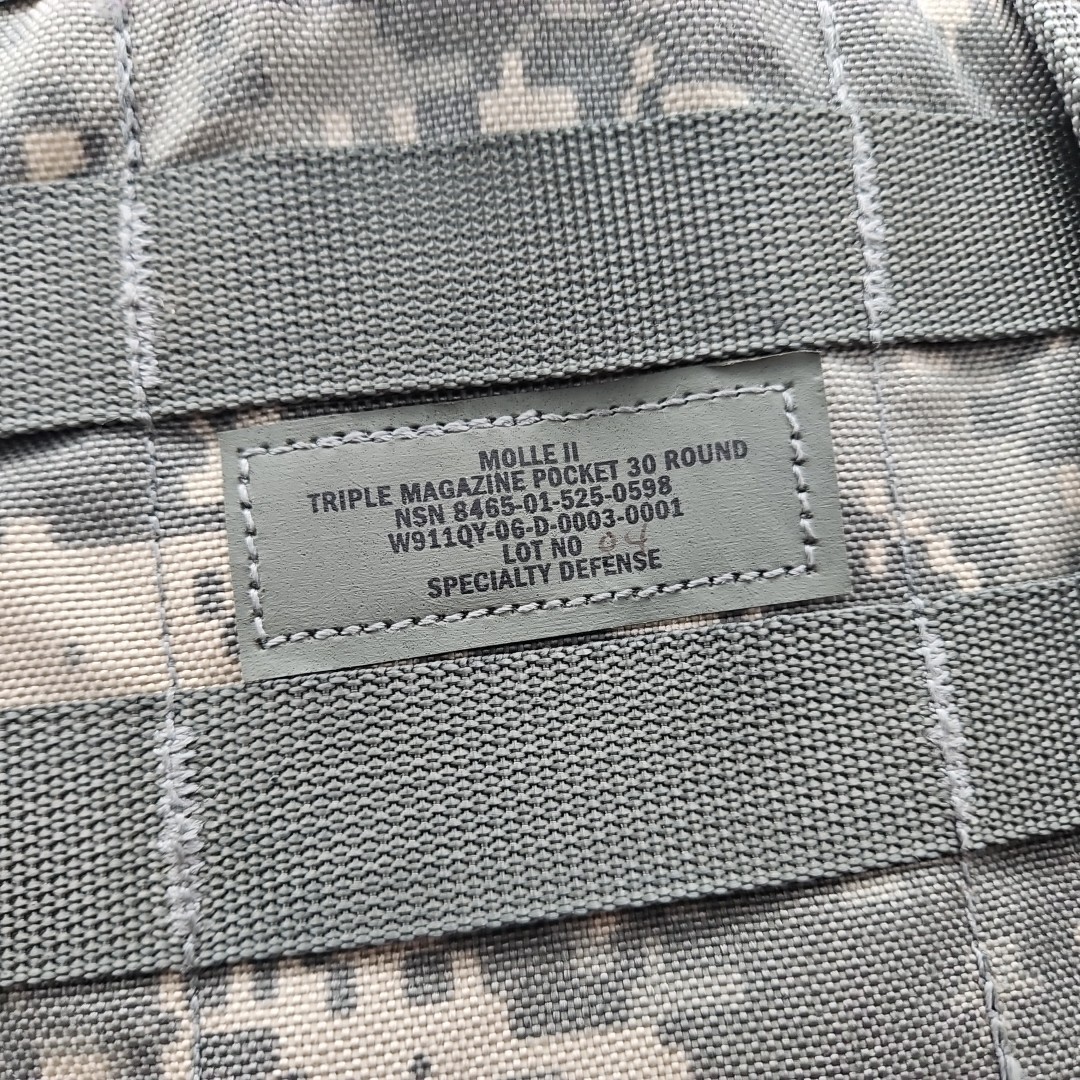 MOLLE II
TRIPLE MAGAZINE POCKET 30 ROUND
NSN 8465-01-525-0598
W911QY-06-D-0003-0001
LOT NO 04
SPECIALTY DEFENSE